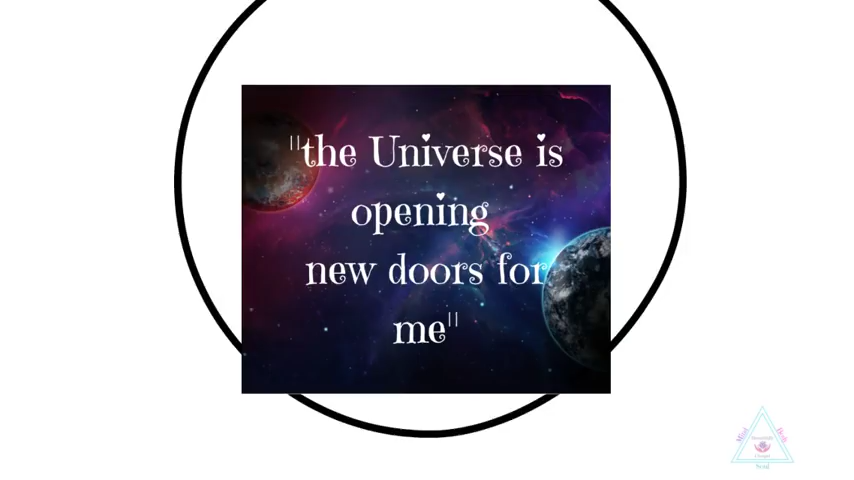 "the Universe is
opening
new doors for
me"